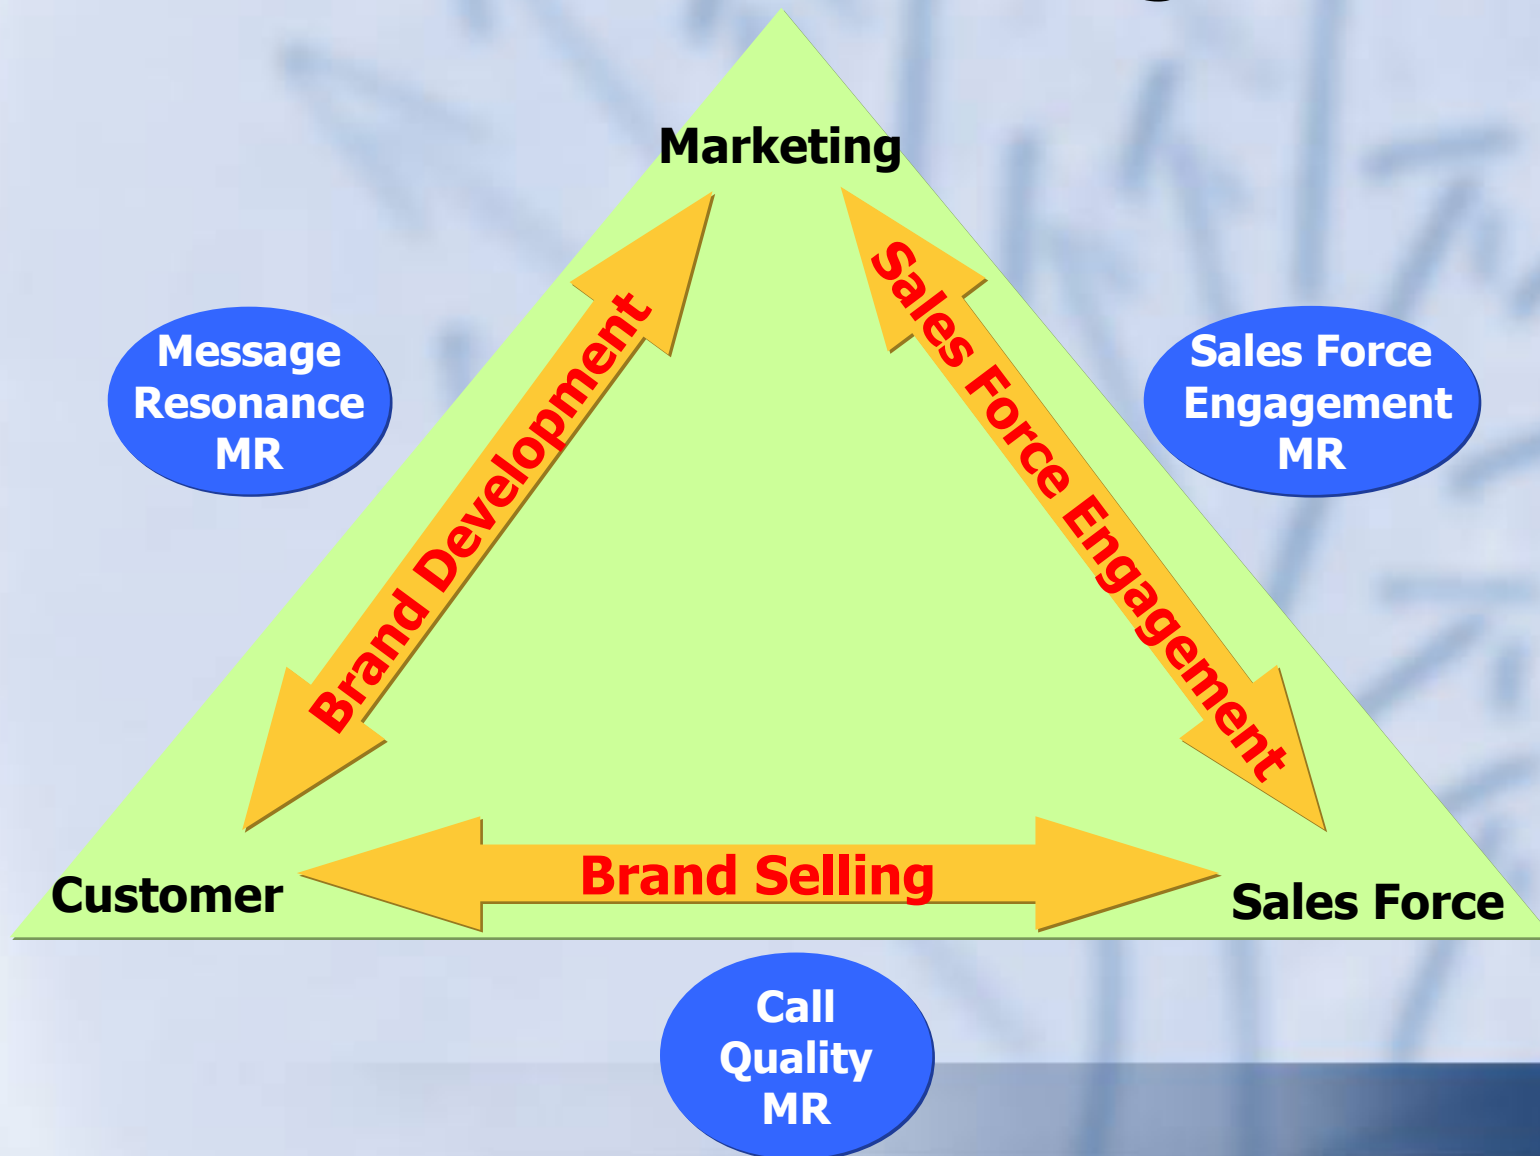 Marketing
Brand Development
Sales Force Engagement
Message
Resonance
MR
Sales Force
Engagement
MR
Customer
Brand Selling
Sales Force
Call
Quality
MR